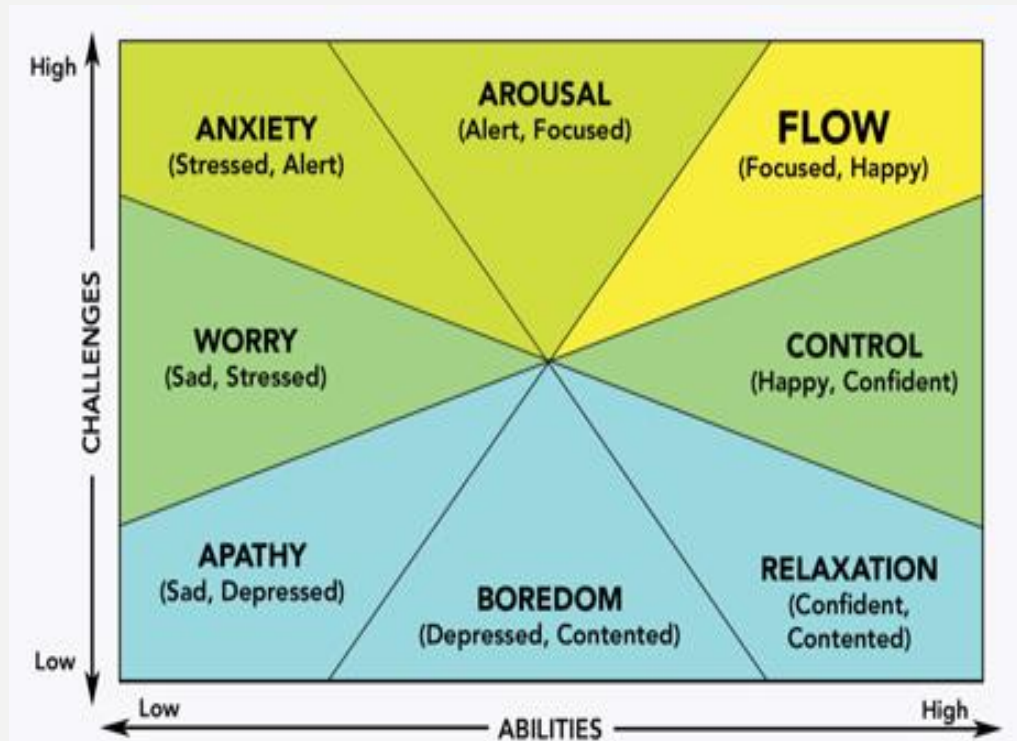 High
ANXIETY
(Stressed, Alert)
AROUSAL
(Alert, Focused)
FLOW
(Focused, Happy)
CHALLENGES
WORRY
(Sad, Stressed)
CONTROL
(Happy, Confident)
APATHY
(Sad, Depressed)
BOREDOM
(Depressed, Contented)
RELAXATION
(Confident,
Contented)
Low
Low
ABILITIES
High